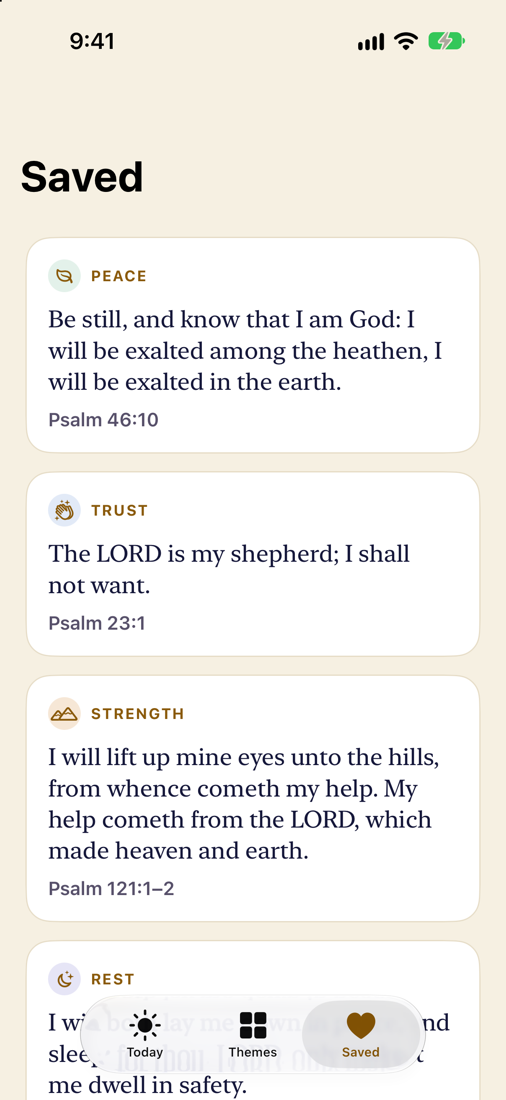 9:41
Saved
PEACE
Be still, and know that I am God: I
will be exalted among the heathen, I
will be exalted in the earth.
Psalm 46:10
TRUST
The LORD is my shepherd; I shall
not want.
Psalm 23:1
STRENGTH
I will lift up mine eyes unto the hills,
from whence cometh my help. My
help cometh from the LORD, which
made heaven and earth.
Psalm 121:1–2
REST
I lay me
sleep
me dwell in safety.
Today
Themes
Saved